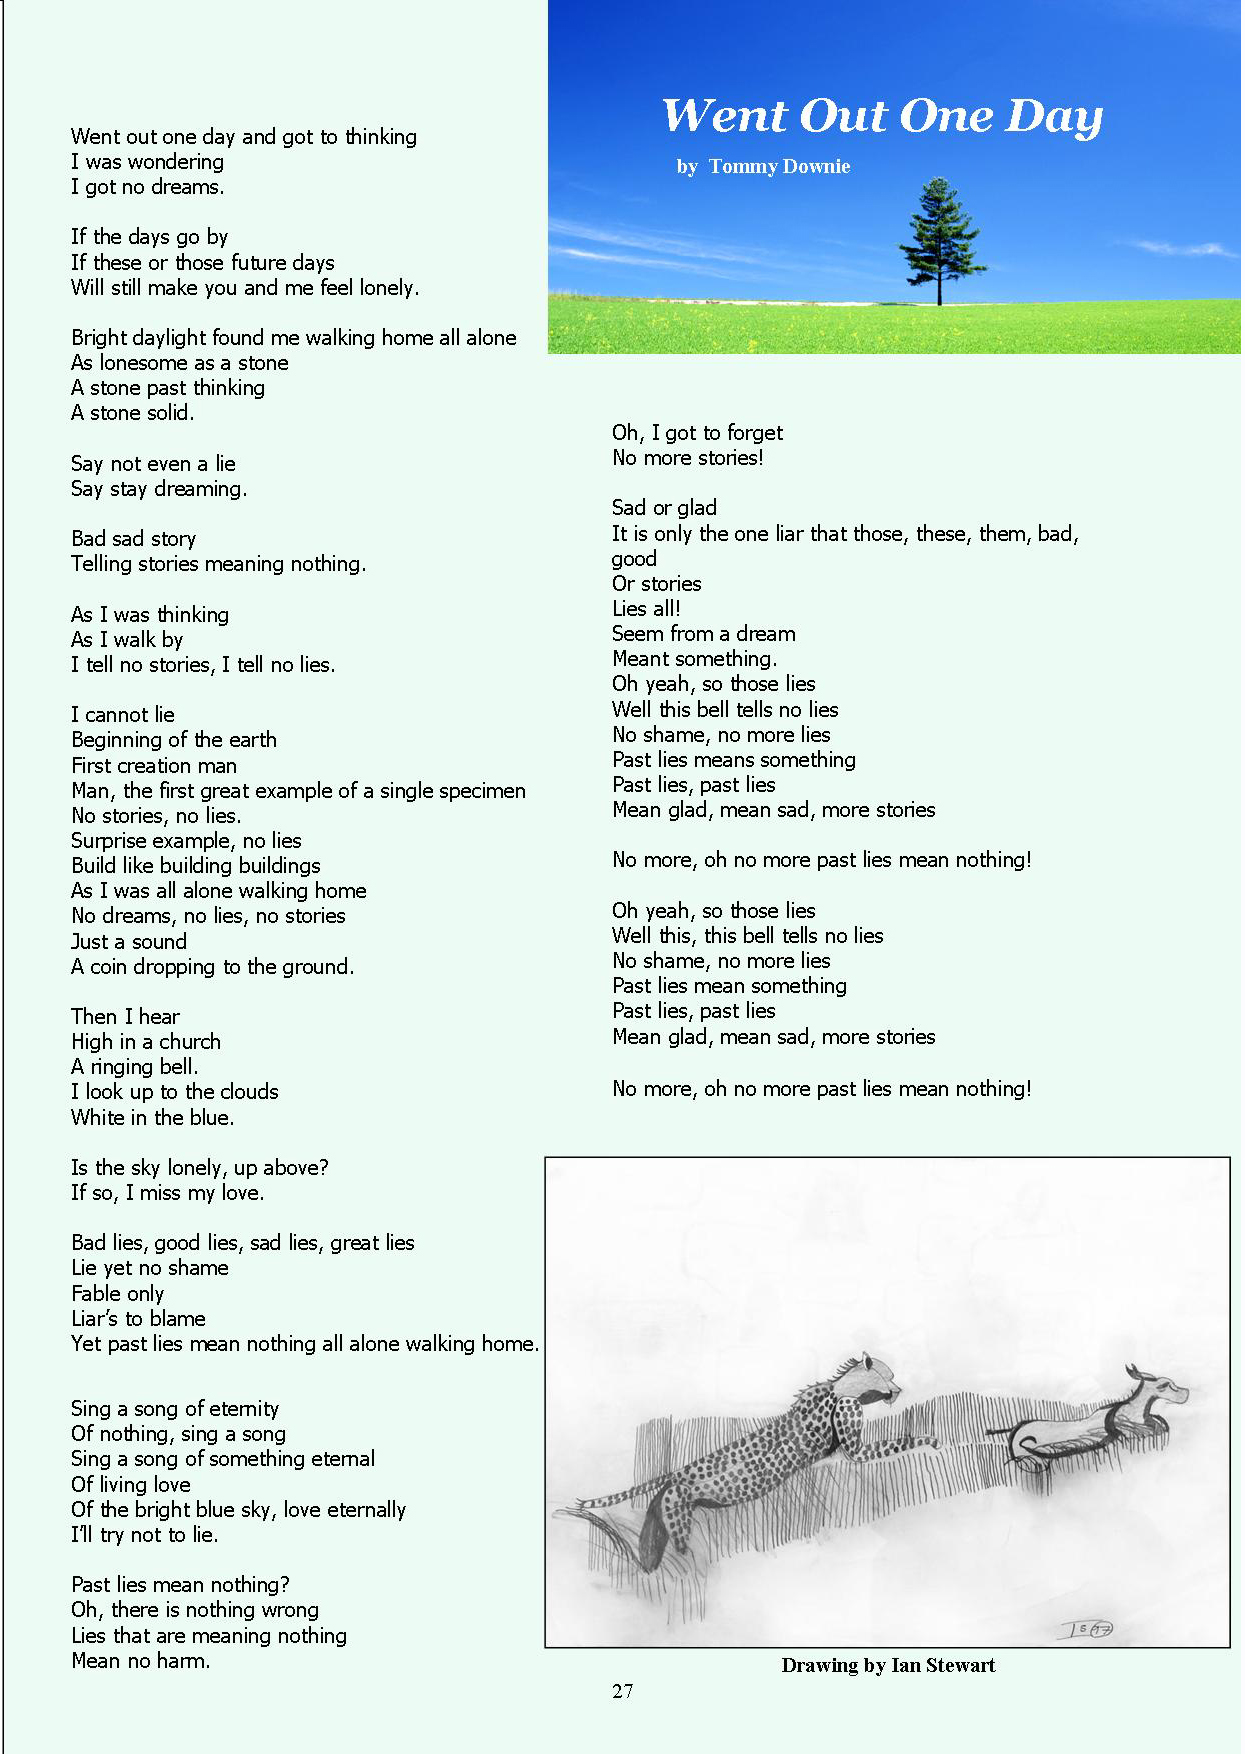 Went Out One Day
by Tommy Downie
Went out one day and got to thinking
I was wondering
I got no dreams.
If the days go by
If these or those future days
Will still make you and me feel lonely.
Bright daylight found me walking home all alone
As lonesome as a stone
A stone past thinking
A stone solid.
Say not even a lie
Say stay dreaming.
Bad sad story
Telling stories meaning nothing.
As I was thinking
As I walk by
I tell no stories, I tell no lies.
I cannot lie
Beginning of the earth
First creation man
Man, the first great example of a single specimen
No stories, no lies.
Surprise example, no lies
Build like building buildings
As I was all alone walking home
No dreams, no lies, no stories
Just a sound
A coin dropping to the ground.
Then I hear
High in a church
A ringing bell.
I look up to the clouds
White in the blue.
Is the sky lonely, up above?
If so, I miss my love.
Bad lies, good lies, sad lies, great lies
Lie yet no shame
Fable only
Liar’s to blame
Yet past lies mean nothing all alone walking home.
Sing a song of eternity
Of nothing, sing a song
Sing a song of something eternal
Of living love
Of the bright blue sky, love eternally
I’ll try not to lie.
Past lies mean nothing?
Oh, there is nothing wrong
Lies that are meaning nothing
Mean no harm.
Oh, I got to forget
No more stories!
Sad or glad
It is only the one liar that those, these, them, bad,
good
Or stories
Lies all!
Seem from a dream
Meant something.
Oh yeah, so those lies
Well this bell tells no lies
No shame, no more lies
Past lies means something
Past lies, past lies
Mean glad, mean sad, more stories
No more, oh no more past lies mean nothing!
Oh yeah, so those lies
Well this, this bell tells no lies
No shame, no more lies
Past lies mean something
Past lies, past lies
Mean glad, mean sad, more stories
No more, oh no more past lies mean nothing!
Drawing by Ian Stewart
27